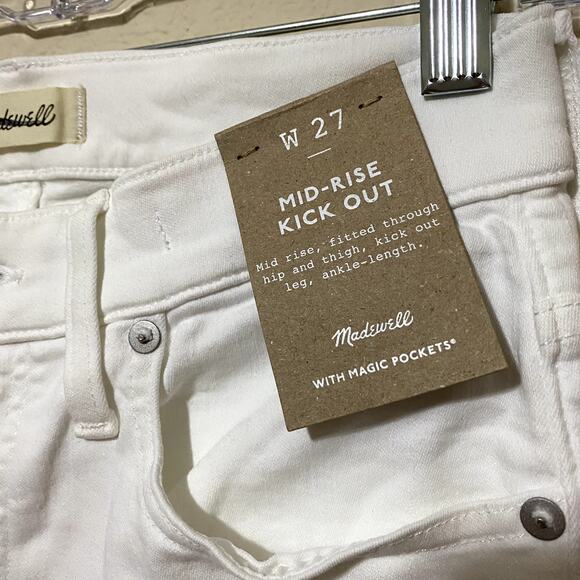 W 27
MID-RISE
KICK OUT
Mid rise, fitted through
hip and thigh, kick out
leg, ankle-length.
Madewell
WITH MAGIC POCKETS®